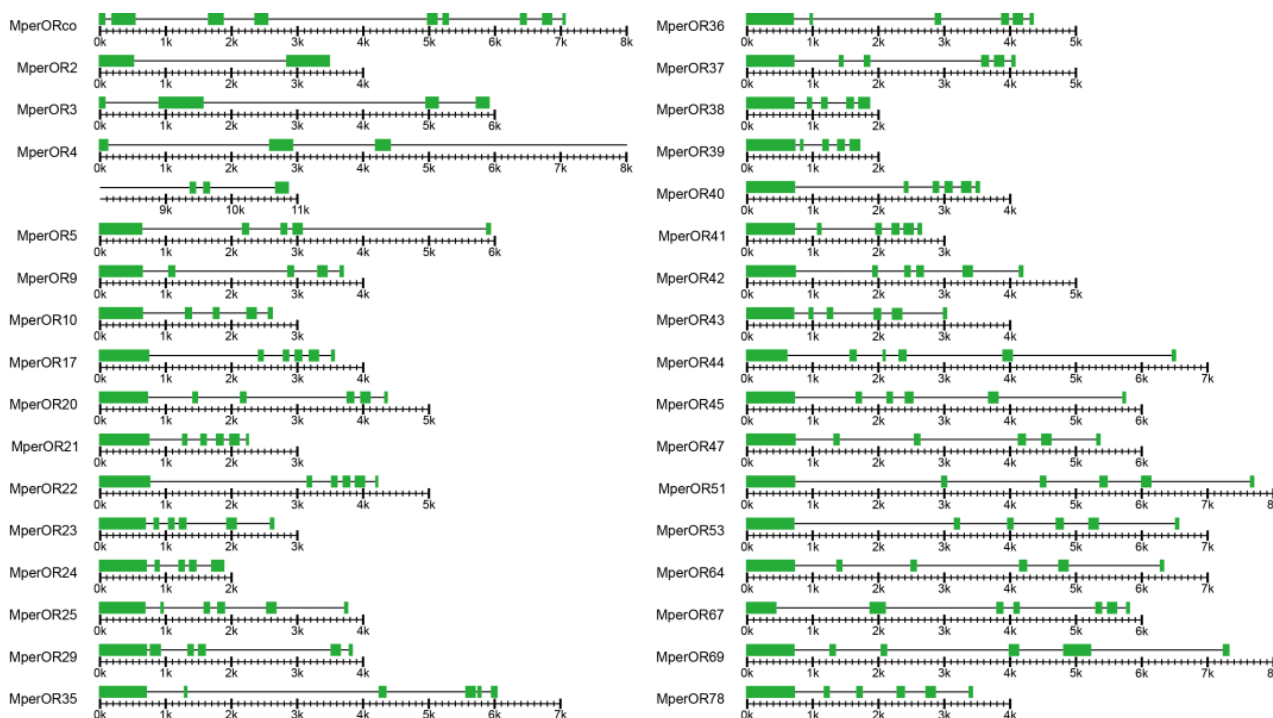 MperORco
0k 1k 2k 3k 4k 5k 6k 7k 8k
MperOR2
0k 1k 2k 3k 4k
MperOR3
0k 1k 2k 3k 4k 5k 6k
MperOR4
0k 1k 2k 3k 4k 5k 6k 7k 8k
9k 10k 11k
MperOR5
0k 1k 2k 3k 4k 5k 6k
MperOR9
0k 1k 2k 3k 4k
MperOR10
0k 1k 2k 3k
MperOR17
0k 1k 2k 3k 4k
MperOR20
0k 1k 2k 3k 4k 5k
MperOR21
0k 1k 2k 3k
MperOR22
0k 1k 2k 3k 4k 5k
MperOR23
0k 1k 2k 3k
MperOR24
0k 1k 2k
MperOR25
0k 1k 2k 3k 4k
MperOR29
0k 1k 2k 3k 4k
MperOR35
0k 1k 2k 3k 4k 5k 6k 7k
MperOR36
0k 1k 2k 3k 4k 5k
MperOR37
0k 1k 2k 3k 4k 5k
MperOR38
0k 1k 2k
MperOR39
0k 1k 2k
MperOR40
0k 1k 2k 3k 4k
MperOR41
0k 1k 2k 3k
MperOR42
0k 1k 2k 3k 4k 5k
MperOR43
0k 1k 2k 3k 4k
MperOR44
0k 1k 2k 3k 4k 5k 6k 7k
MperOR45
0k 1k 2k 3k 4k 5k 6k
MperOR47
0k 1k 2k 3k 4k 5k 6k
MperOR51
0k 1k 2k 3k 4k 5k 6k 7k 8
MperOR53
0k 1k 2k 3k 4k 5k 6k 7k
MperOR64
0k 1k 2k 3k 4k 5k 6k 7k
MperOR67
0k 1k 2k 3k 4k 5k 6k
MperOR69
0k 1k 2k 3k 4k 5k 6k 7k 8
MperOR78
0k 1k 2k 3k 4k